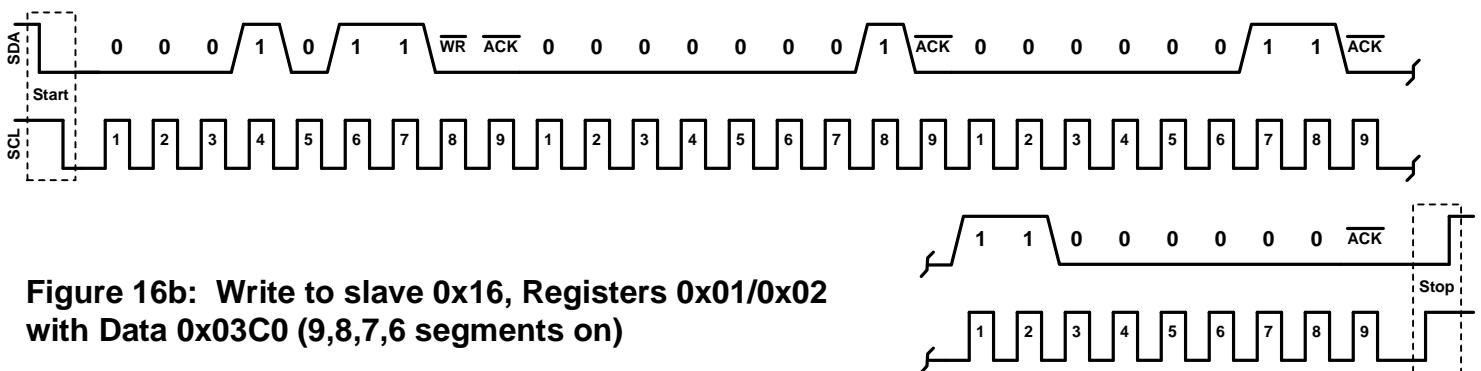 SDA
0 0 0 1 0 1 1 WR ACK 0 0 0 0 0 0 0 1 ACK 0 0 0 0 0 0 1 1 ACK
Start
SCL
1 2 3 4 5 6 7 8 9 1 2 3 4 5 6 7 8 9 1 2 3 4 5 6 7 8 9
1 1 0 0 0 0 0 0 ACK
Stop
1 2 3 4 5 6 7 8 9
Figure 16b: Write to slave 0x16, Registers 0x01/0x02
with Data 0x03C0 (9,8,7,6 segments on)